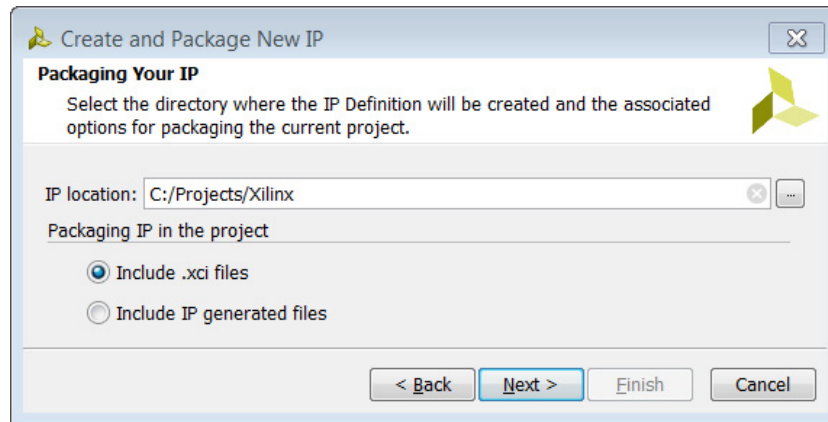 Create and Package New IP
Packaging Your IP
Select the directory where the IP Definition will be created and the associated
options for packaging the current project.
IP location: C:/Projects/Xilinx ...
Packaging IP in the project
Include .xci files
Include IP generated files
< Back Next > Finish Cancel